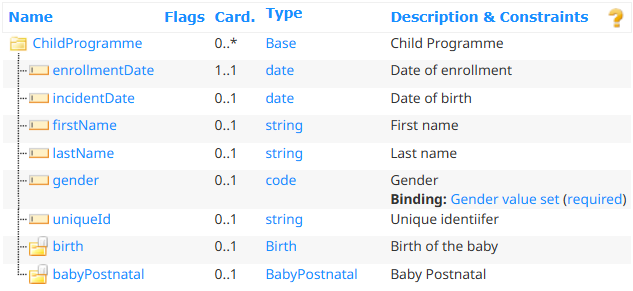 Name Flags Card. Type Description & Constraints
ChildProgramme 0..* Base Child Programme
enrollmentDate 1..1 date Date of enrollment
incidentDate 0..1 date Date of birth
firstName 0..1 string First name
lastName 0..1 string Last name
gender 0..1 code Gender
Binding: Gender value set (required)
uniqueId 0..1 string Unique identiifer
birth 0..1 Birth Birth of the baby
babyPostnatal 0..1 BabyPostnatal Baby Postnatal